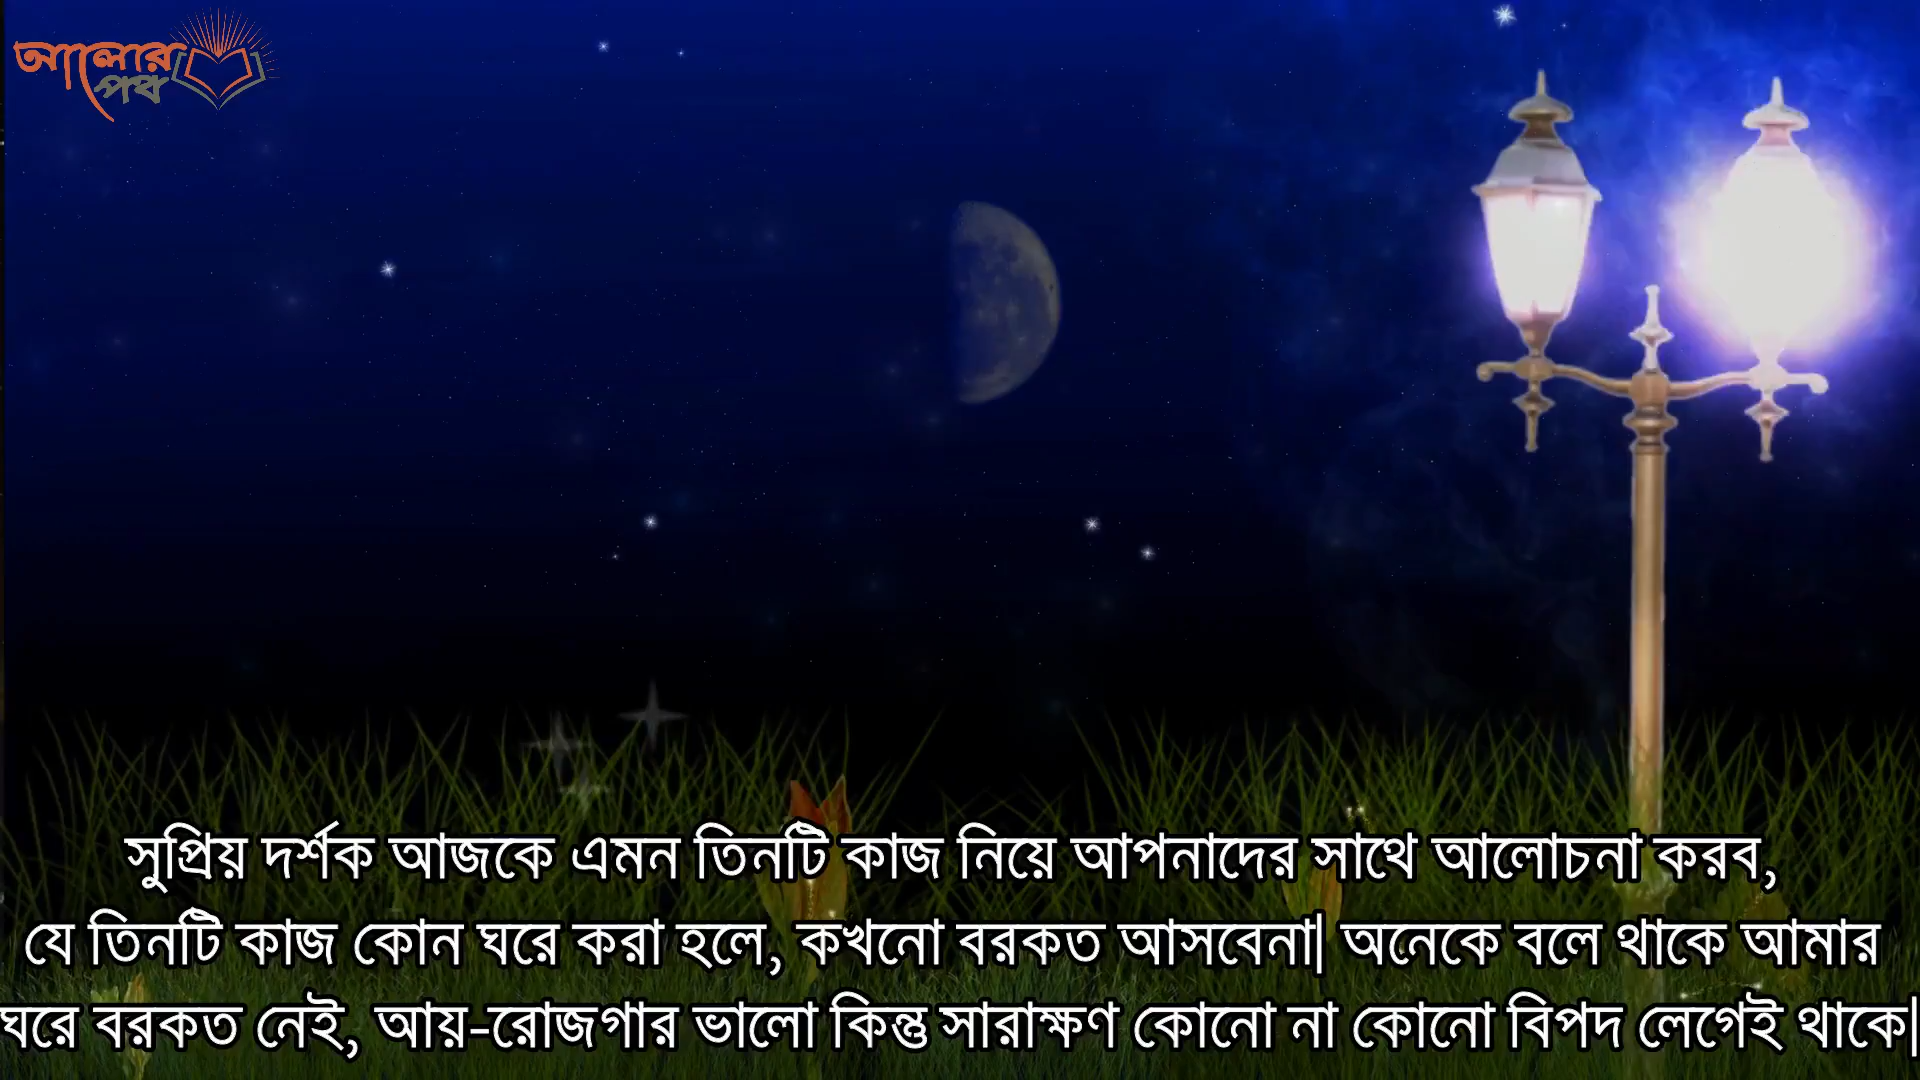 আলোর
পথ
সুপ্রিয় দর্শক আজকে এমন তিনটি কাজ নিয়ে আপনাদের সাথে আলোচনা করব,
যে তিনটি কাজ কোন ঘরে করা হলে, কখনো বরকত আসবেনা| অনেকে বলে থাকে আমার
ঘরে বরকত নেই, আয়-রোজগার ভালো কিন্তু সারাক্ষণ কোনো না কোনো বিপদ লেগেই থাকে|